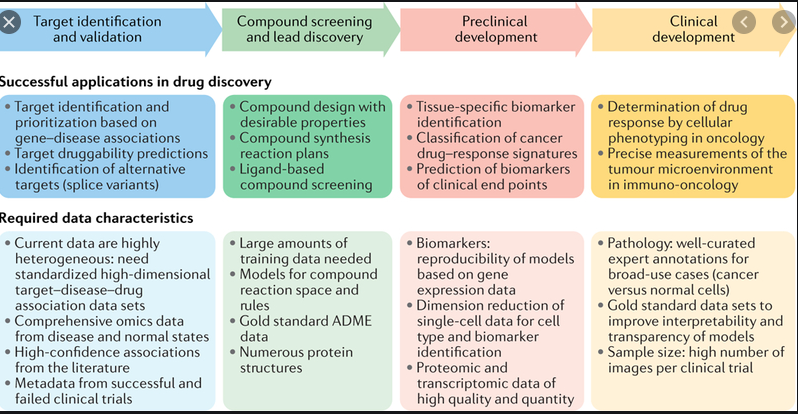 Target identification
and validation
Compound screening
and lead discovery
Preclinical
development
Clinical
development
Successful applications in drug discovery
• Target identification and
prioritization based on
gene–disease associations
• Target druggability predictions
• Identification of alternative
targets (splice variants)
• Compound design with
desirable properties
• Compound synthesis
reaction plans
• Ligand-based
compound screening
• Tissue-specific biomarker
identification
• Classification of cancer
drug–response signatures
• Prediction of biomarkers
of clinical end points
• Determination of drug
response by cellular
phenotyping in oncology
• Precise measurements of the
tumour microenvironment
in immuno-oncology
Required data characteristics
• Current data are highly
heterogeneous: need
standardized high-dimensional
target–disease–drug
association data sets
• Comprehensive omics data
from disease and normal states
• High-confidence associations
from the literature
• Metadata from successful and
failed clinical trials
• Large amounts of
training data needed
• Models for compound
reaction space and
rules
• Gold standard ADME
data
• Numerous protein
structures
• Biomarkers:
reproducibility of models
based on gene
expression data
• Dimension reduction of
single-cell data for cell
type and biomarker
identification
• Proteomic and
transcriptomic data of
high quality and quantity
• Pathology: well-curated
expert annotations for
broad-use cases (cancer
versus normal cells)
• Gold standard data sets to
improve interpretability and
transparency of models
• Sample size: high number of
images per clinical trial